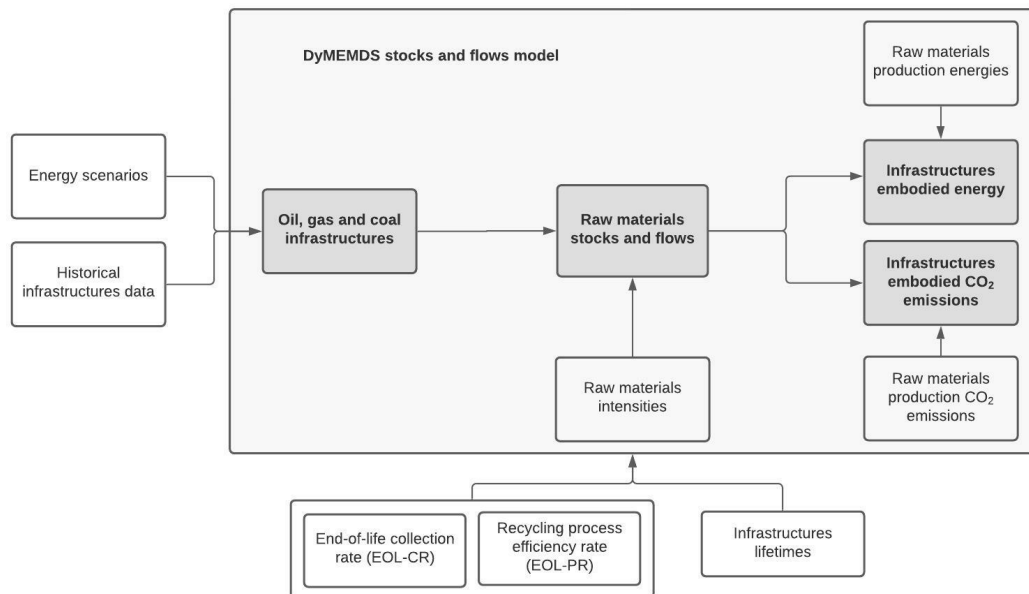 DyMEMDS stocks and flows model
Raw materials
production energies
Energy scenarios
Infrastructures
embodied energy
Oil, gas and coal
infrastructures
Raw materials
stocks and flows
Historical
infrastructures data
Infrastructures
embodied CO₂
emissions
Raw materials
intensities
Raw materials
production CO₂
emissions
End-of-life collection
rate (EOL-CR)
Recycling process
efficiency rate
(EOL-PR)
Infrastructures
lifetimes